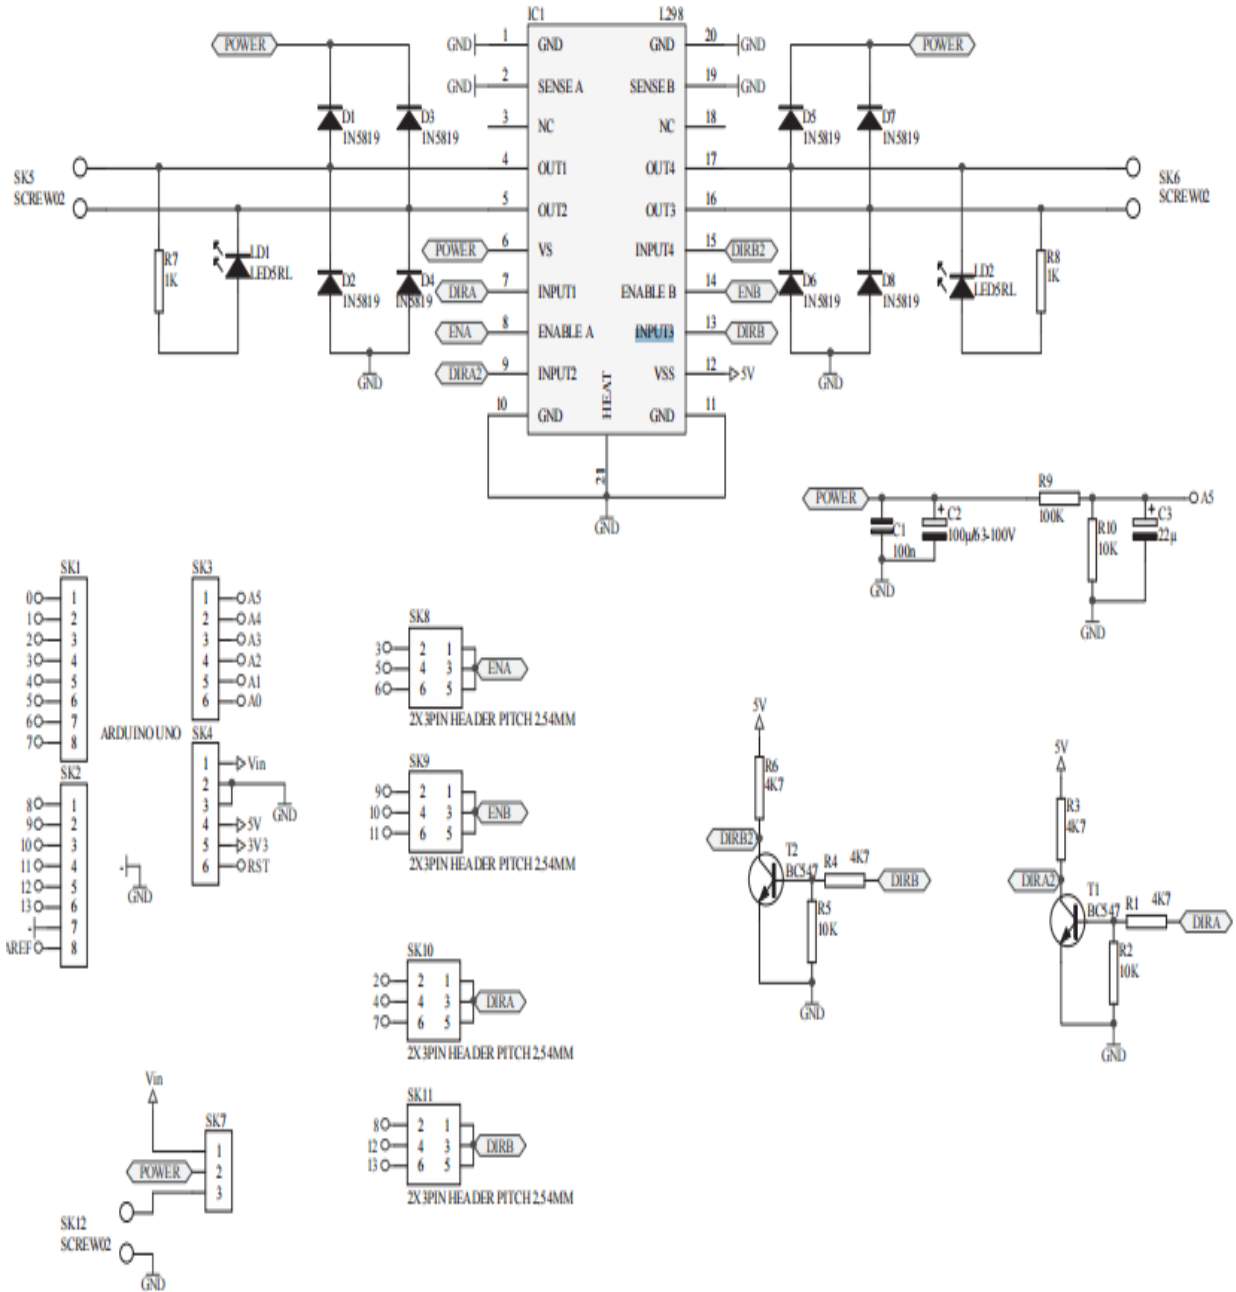 IC1 L298
POWER GND 1 GND GND 20 GND POWER
GND 2 SENSE A SENSE B 19 GND
D1 D3 3 NC NC 18 D5 D7
1N5819 1N5819 1N5819 1N5819
SK5 4 OUT1 OUT4 17 SK6
SCREW02 5 OUT2 OUT3 16 SCREW02
R7 LD1 POWER 6 VS INPUT4 15 DIRB2 LD2 R8
1K LED5RL D2 D4 DIRA 7 INPUT1 ENABLE B 14 ENB D6 D8 LED5RL 1K
1N5819 1N5819 1N5819 1N5819
ENA 8 ENABLE A INPUT3 13 DIRB
GND DIRA2 9 INPUT2 VSS 12 5V GND
HEAT
10 GND GND 11
21
GND
POWER R9 A5
100K
C1 C2 R10 C3
100n 100µ/63-100V 10K 22µ
GND
GND
SK1 SK3
0 1 1 A5
1 2 2 A4
2 3 3 A3
3 4 4 A2
4 5 5 A1
5 6 6 A0
6 7
7 8
ARDUINO UNO
SK2 SK4
1 Vin
8 1 2
9 2 3 GND
10 3 4 5V
11 4 5 3V3
12 5 6 RST
13 6
- 7
AREF 8
- GND
SK8
3 2 1
5 4 3 ENA
6 6 5
2X3PIN HEADER PITCH 2.54MM
SK9
9 2 1
10 4 3 ENB
11 6 5
2X3PIN HEADER PITCH 2.54MM
SK10
2 2 1
4 4 3 DIRA
7 6 5
2X3PIN HEADER PITCH 2.54MM
SK11
8 2 1
12 4 3 DIRB
13 6 5
2X3PIN HEADER PITCH 2.54MM
5V
R6
4K7
DIRB2
T2
BC547
R4 4K7
DIRB
R5
10K
GND
5V
R3
4K7
DIRA2
T1
BC547
R1 4K7
DIRA
R2
10K
GND
Vin
SK7
1
POWER 2
3
SK12
SCREW02
GND